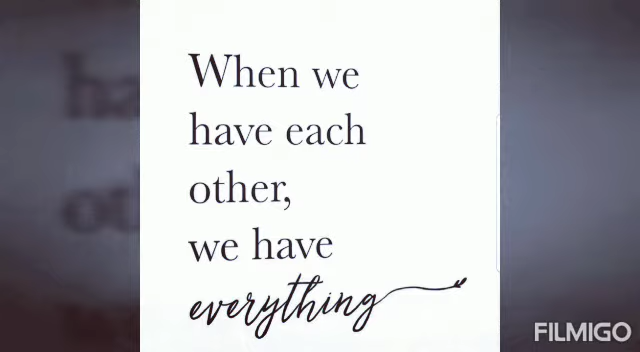 When we
have each
other,
we have
everything
FILMIGO